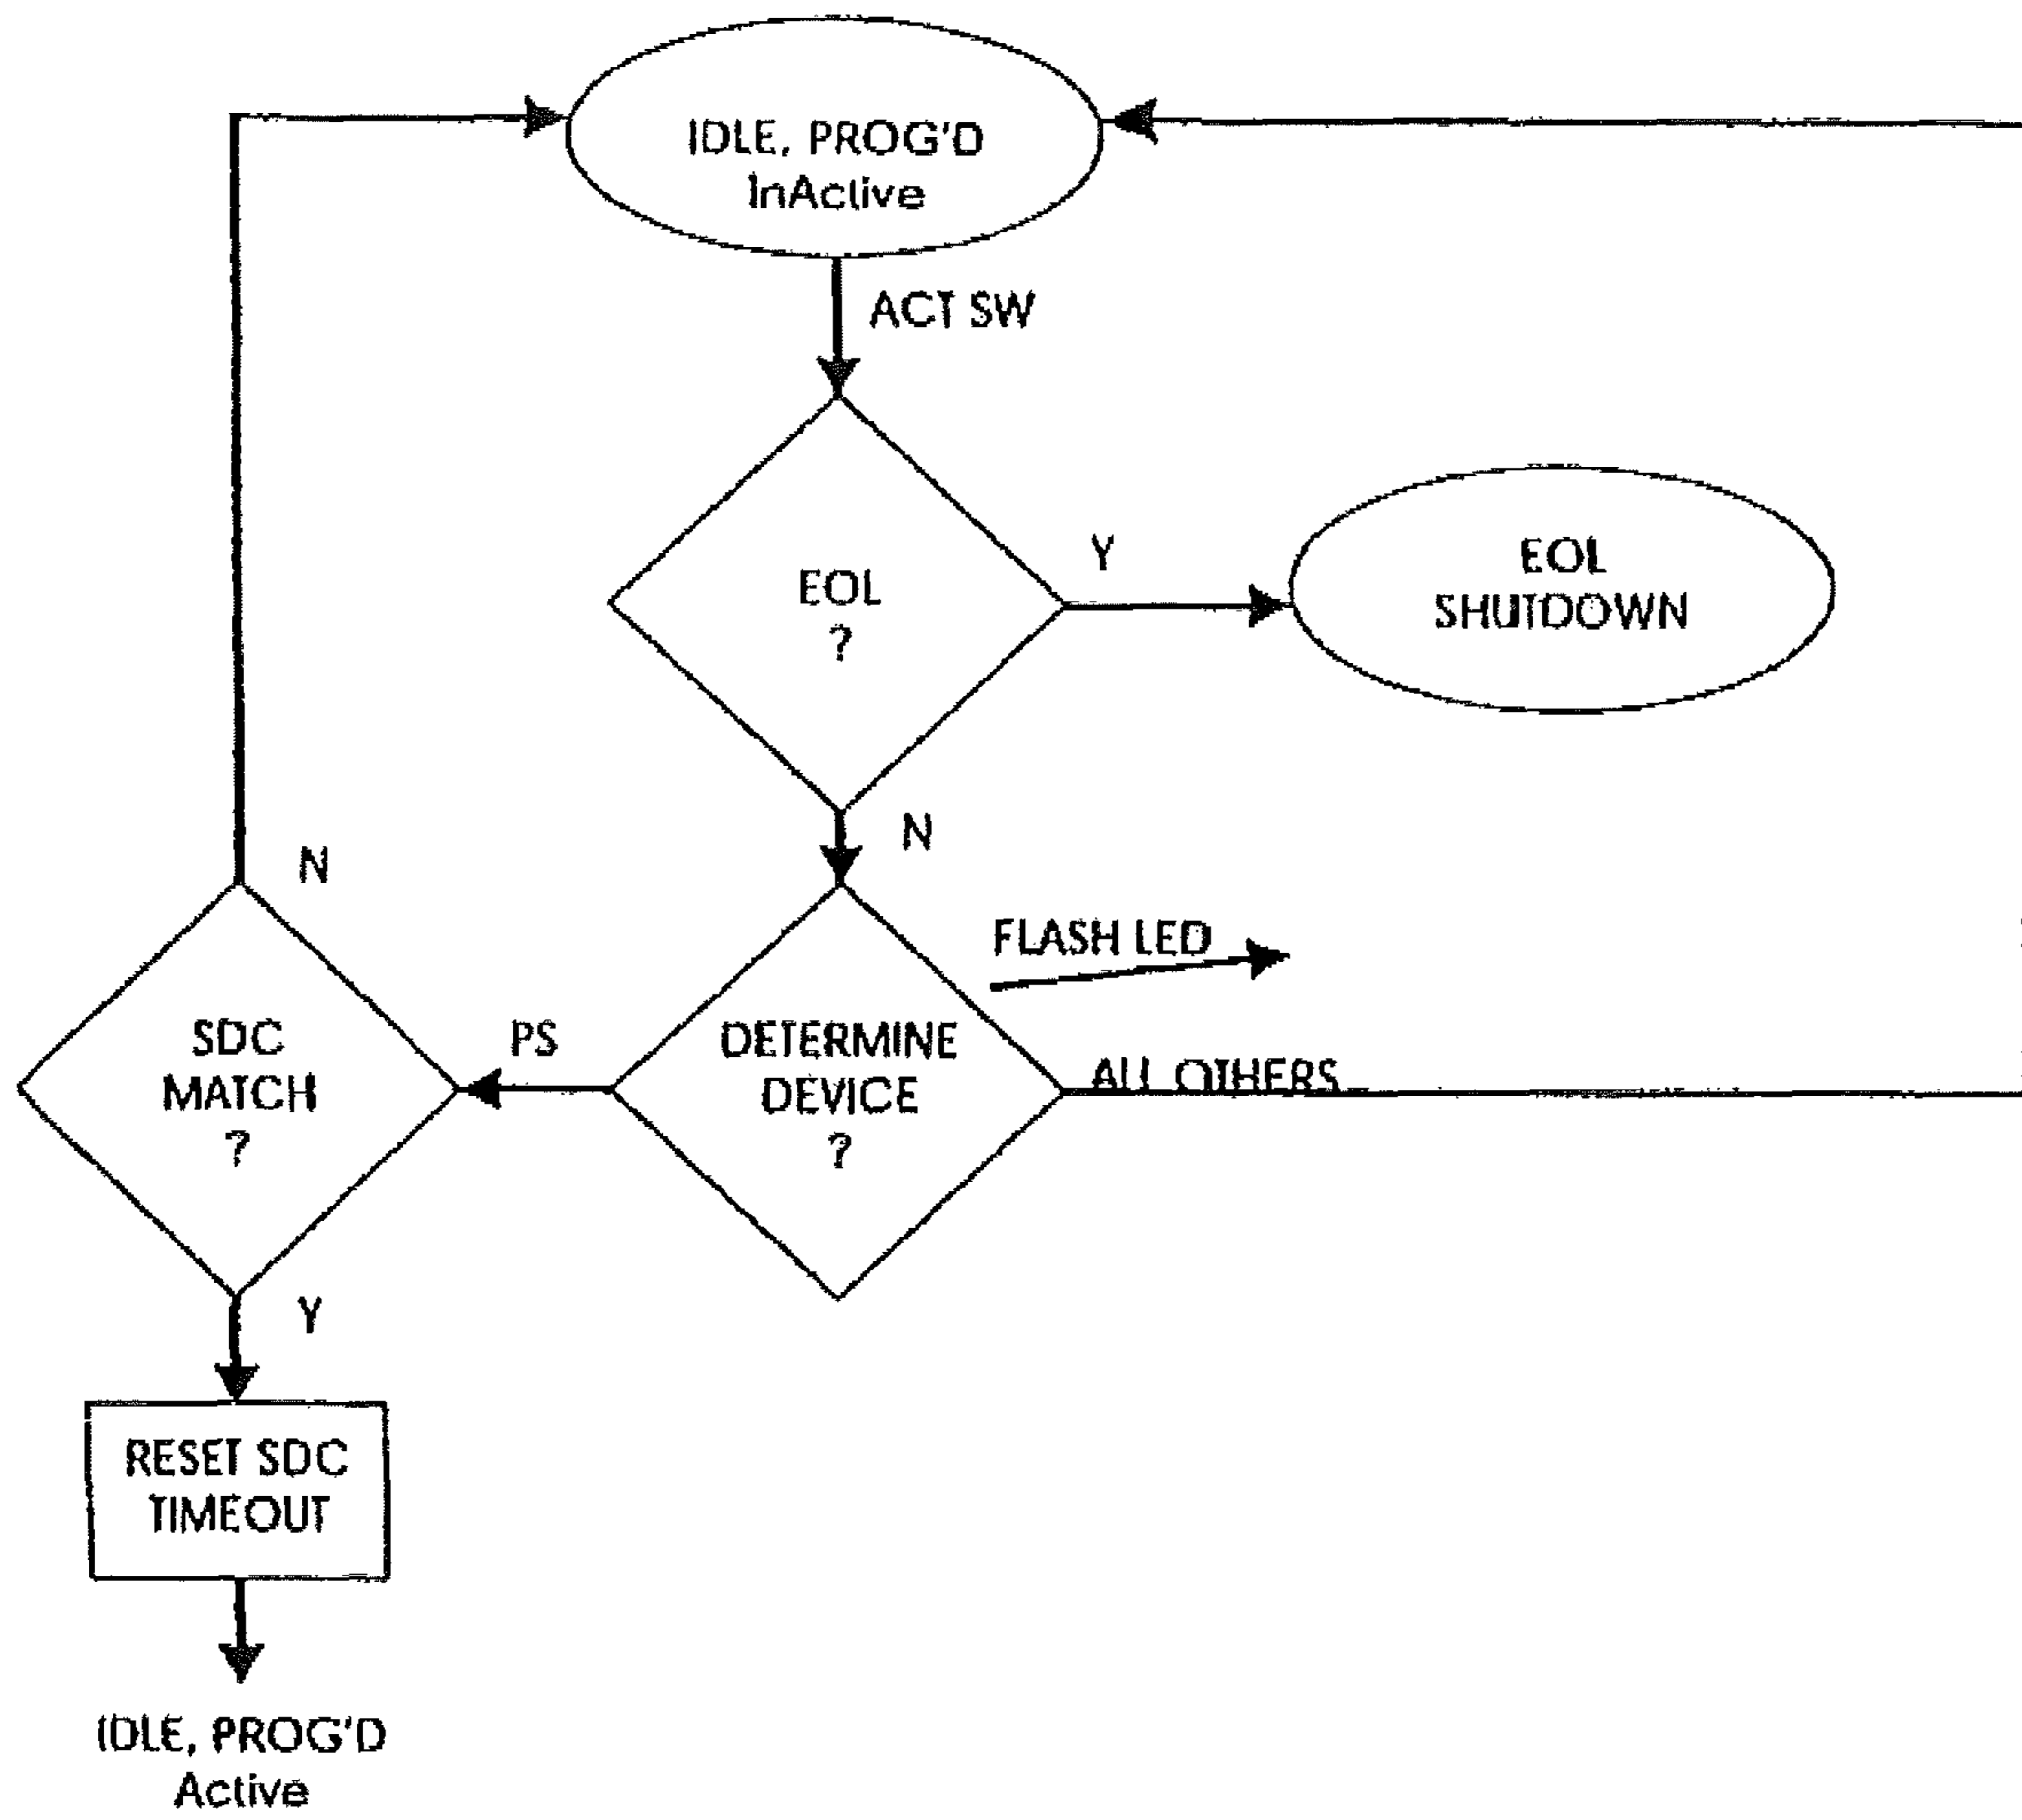 IDLE, PROG'D
InActive
ACT SW
EOL
?
Y
EOL
SHUTDOWN
N
N
FLASH LED
SDC
MATCH
?
PS
DETERMINE
DEVICE
?
ALL OTHERS
Y
RESET SDC
TIMEOUT
IDLE, PROG'D
Active